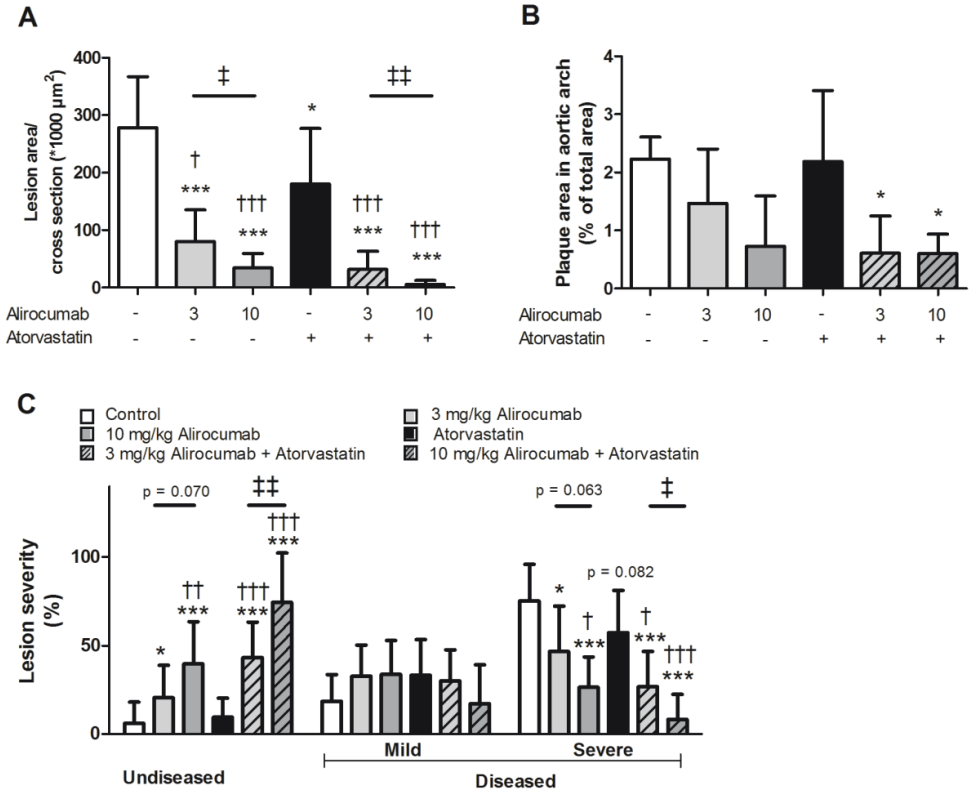 A
Lesion area/
cross section (*1000 µm²)
400
300
200
100
0
‡
‡‡
†
***
†††
***
*
†††
***
†††
***
Alirocumab - 3 10 - 3 10
Atorvastatin - - - + + +
B
Plaque area in aortic arch
(% of total area)
4
3
2
1
0
*
*
Alirocumab - 3 10 - 3 10
Atorvastatin - - - + + +
C
Control
3 mg/kg Alirocumab
10 mg/kg Alirocumab
Atorvastatin
3 mg/kg Alirocumab + Atorvastatin
10 mg/kg Alirocumab + Atorvastatin
Lesion severity
(%)
100
50
0
p = 0.070
‡‡
*
††
***
†††
***
†††
***
p = 0.063
‡
p = 0.082
*
†
***
†
***
†††
***
Mild
Severe
Undiseased
Diseased